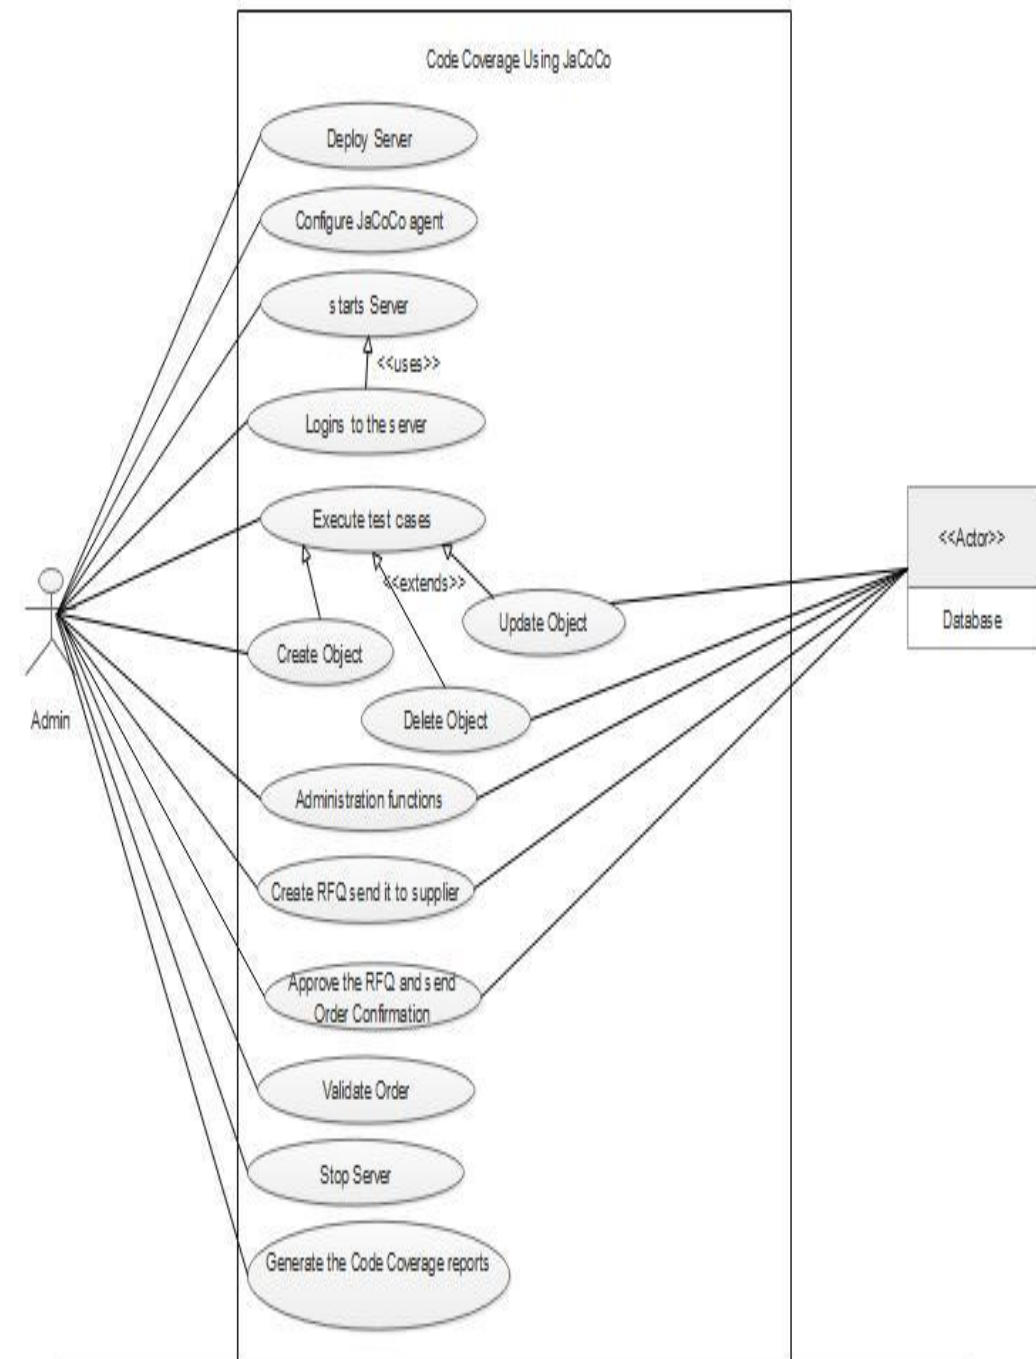 Code Coverage Using JaCoCo
Deploy Server
Configure JaCoCo agent
starts Server
<<uses>>
Logins to the server
Execute test cases
<<extends>>
Update Object
Create Object
Delete Object
<<Actor>>
Database
Admin
Administration functions
Create RFQ send it to supplier
Approve the RFQ and send
Order Confirmation
Validate Order
Stop Server
Generate the Code Coverage reports